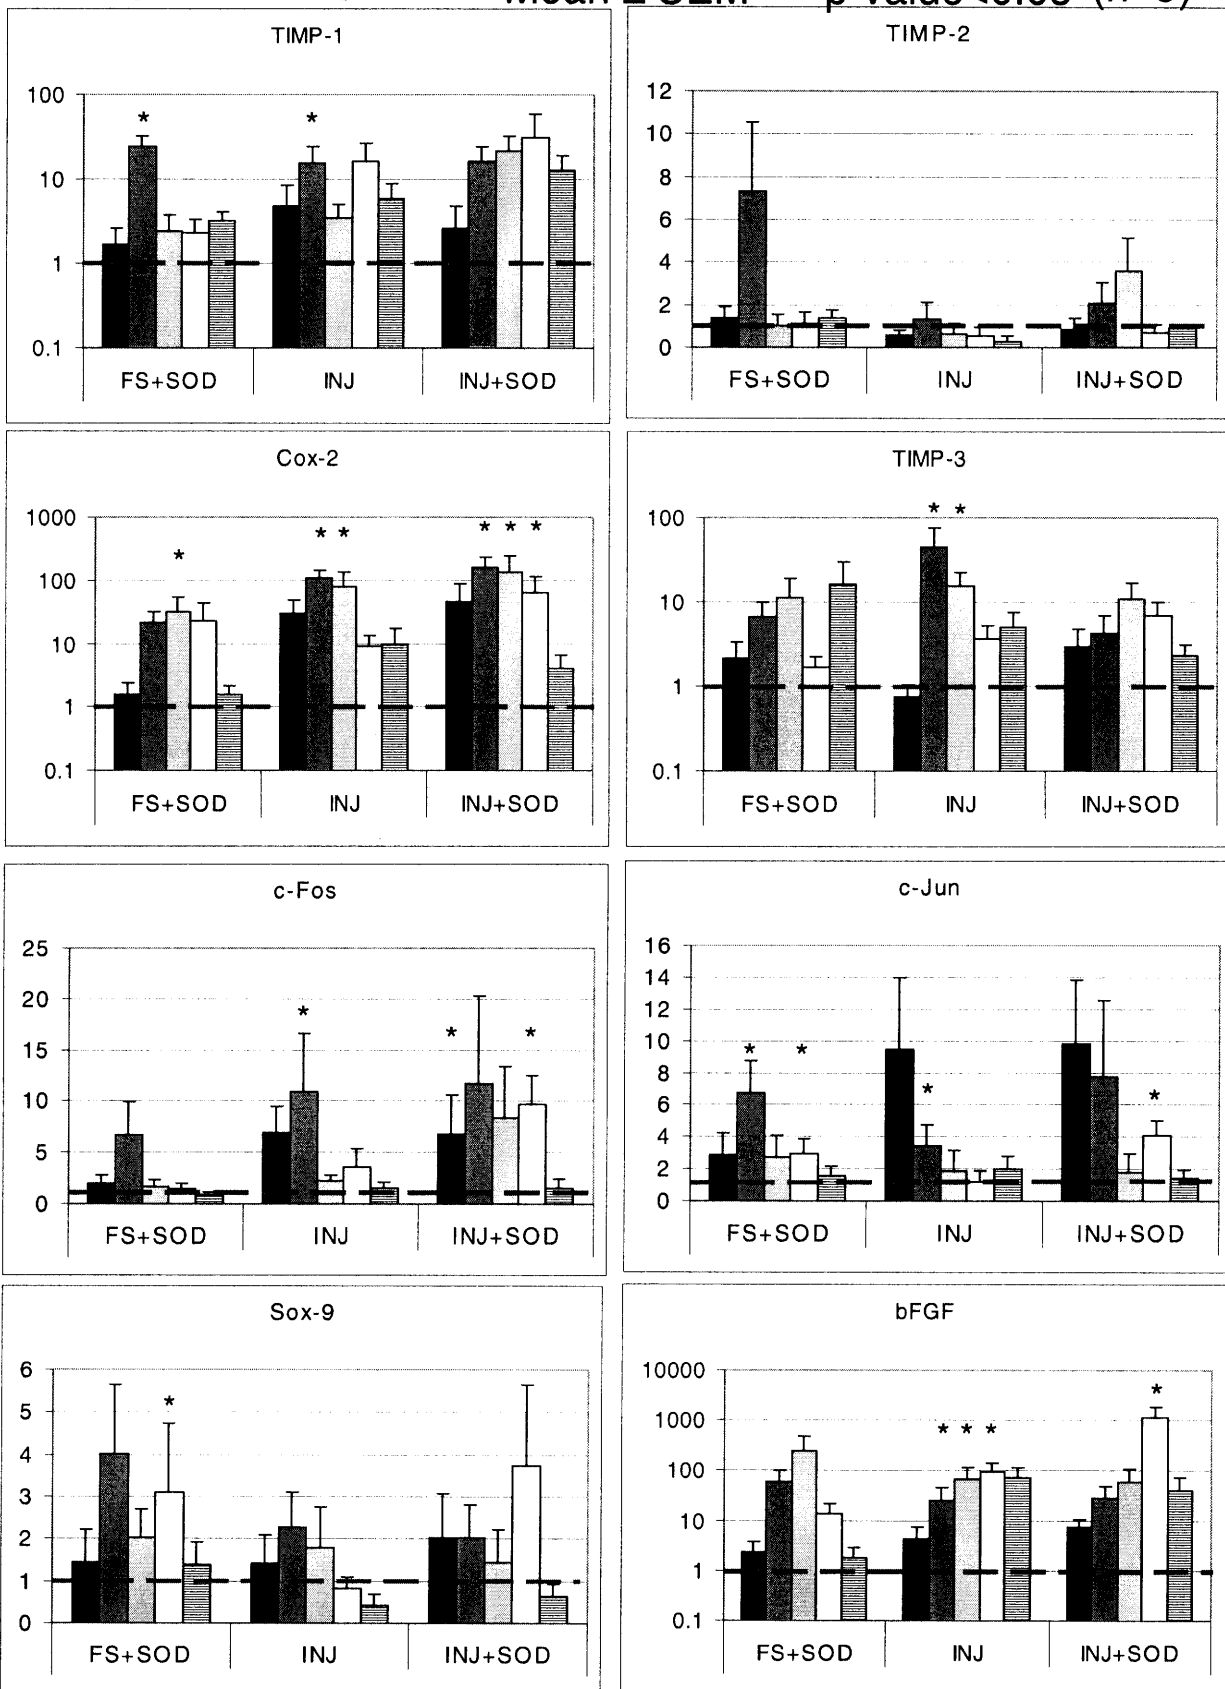 TIMP-1
100
10
1
0.1
* *
FS+SOD INJ INJ+SOD
TIMP-2
12
10
8
6
4
2
0
FS+SOD INJ INJ+SOD
Cox-2
1000
100
10
1
0.1
* * * * * *
FS+SOD INJ INJ+SOD
TIMP-3
100
10
1
0.1
* *
FS+SOD INJ INJ+SOD
c-Fos
25
20
15
10
5
0
* * *
FS+SOD INJ INJ+SOD
c-Jun
16
14
12
10
8
6
4
2
0
* * * *
FS+SOD INJ INJ+SOD
Sox-9
6
5
4
3
2
1
0
*
FS+SOD INJ INJ+SOD
bFGF
10000
1000
100
10
1
0.1
* * * *
FS+SOD INJ INJ+SOD